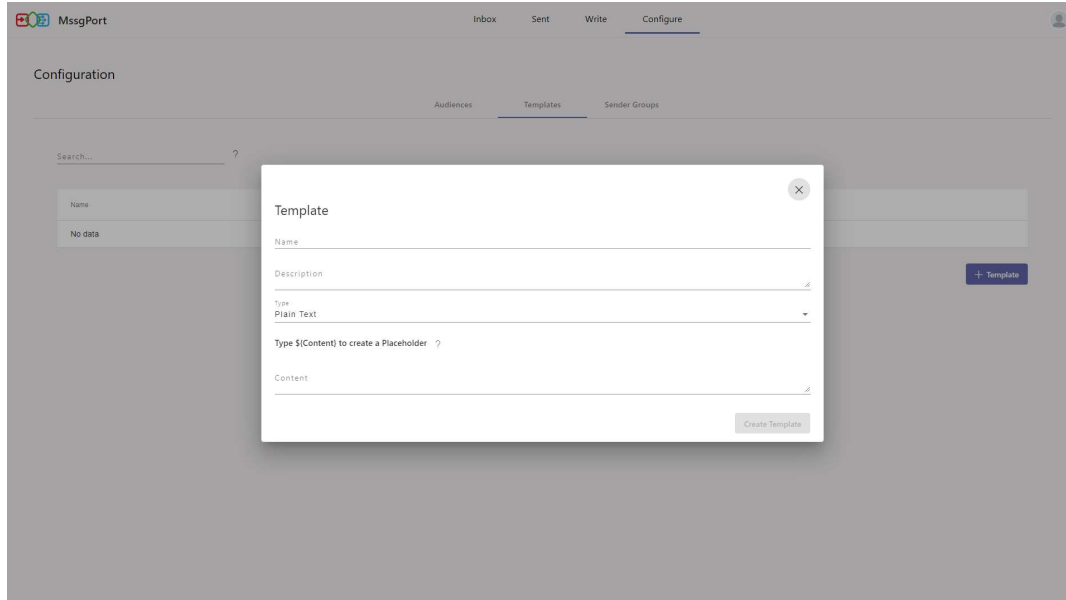 MssgPort
Inbox Sent Write Configure
Configuration
Audiences Templates Sender Groups
Search... ?
Name
No data
+ Template
Template
Name
Description
Type
Plain Text
Type ${Content} to create a Placeholder ?
Content
Create Template